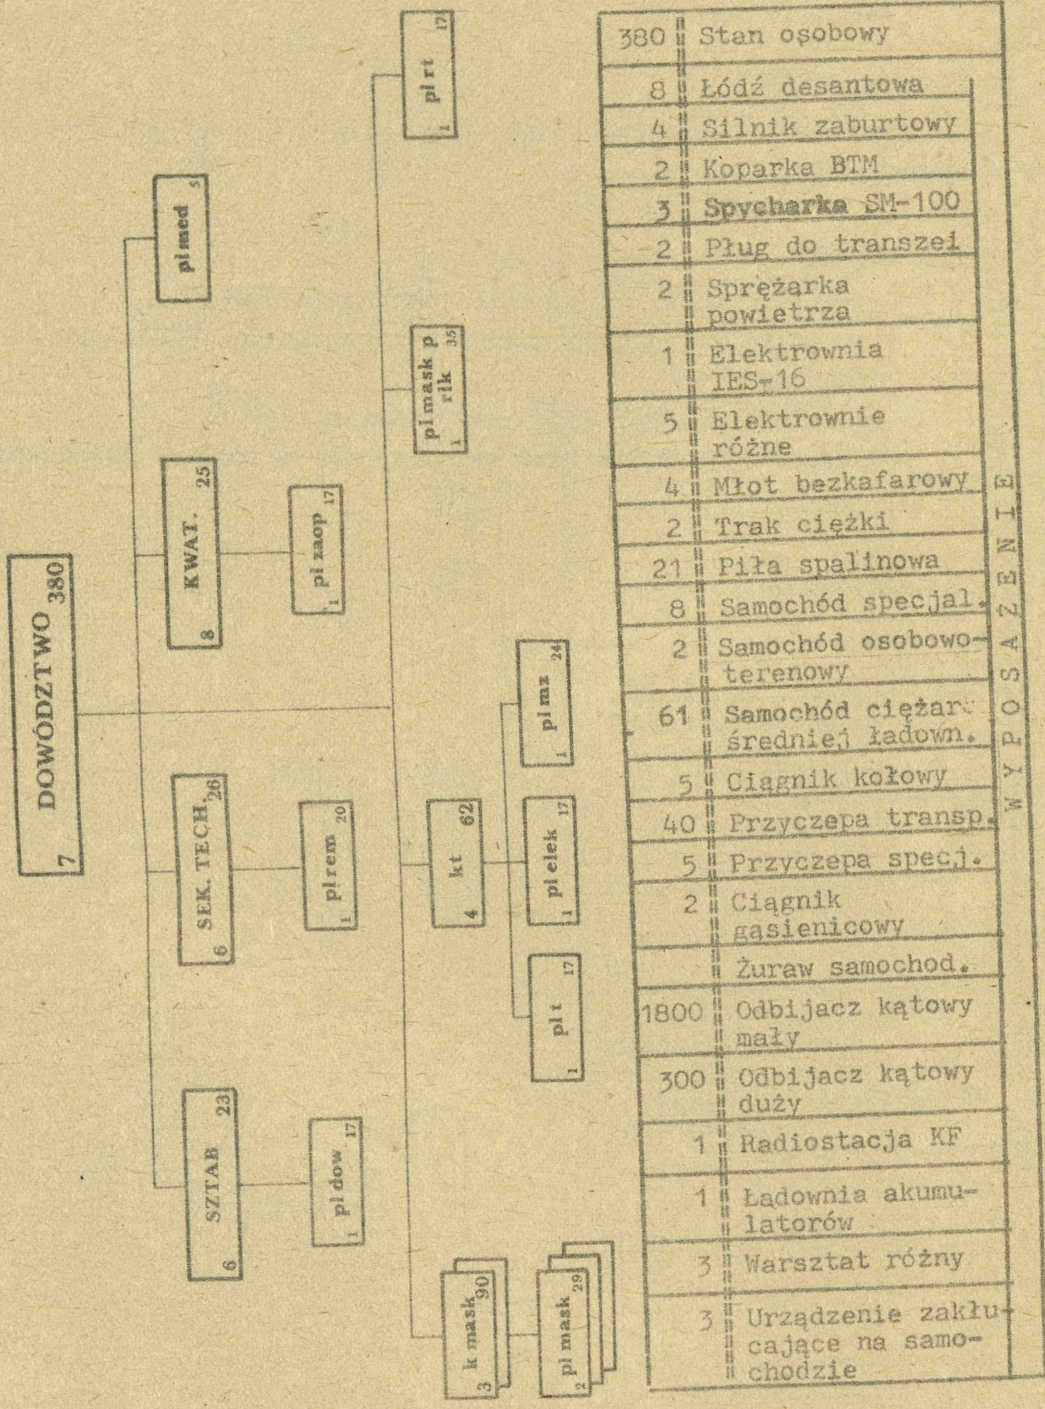 DOWÓDZTWO
7 380
SZTAB
6 23
pl dow
1 17
SEK. TECH.
6 26
pl rem
1 20
KWAT.
8 25
pl zaop
1 17
pl med
5
k mask
3 90
pl mask
2 29
kt
4 62
pl t
1 17
pl elek
1 17
pl mz
1 24
pl mask p
rlk
1 35
pl rt
1 17
380 Stan osobowy
8 Łódź desantowa
4 Silnik zaburtowy
2 Koparka BTM
3 Spycharka SM-100
2 Pług do transzei
2 Sprężarka
powietrza
1 Elektrownia
IES-16
5 Elektrownie
różne
4 Młot bezkafarowy
2 Trak ciężki
21 Piła spalinowa
8 Samochód specjal.
2 Samochód osobowo-
terenowy
61 Samochód ciężar.
średniej ładown.
5 Ciągnik kołowy
40 Przyczepa transp.
5 Przyczepa specj.
2 Ciągnik
gąsienicowy
Żuraw samochod.
1800 Odbijacz kątowy
mały
300 Odbijacz kątowy
duży
1 Radiostacja KF
1 Ładownia akumu-
latorów
3 Warsztat różny
3 Urządzenie zakłu-
cające na samo-
chodzie
WYPOSAŻENIE